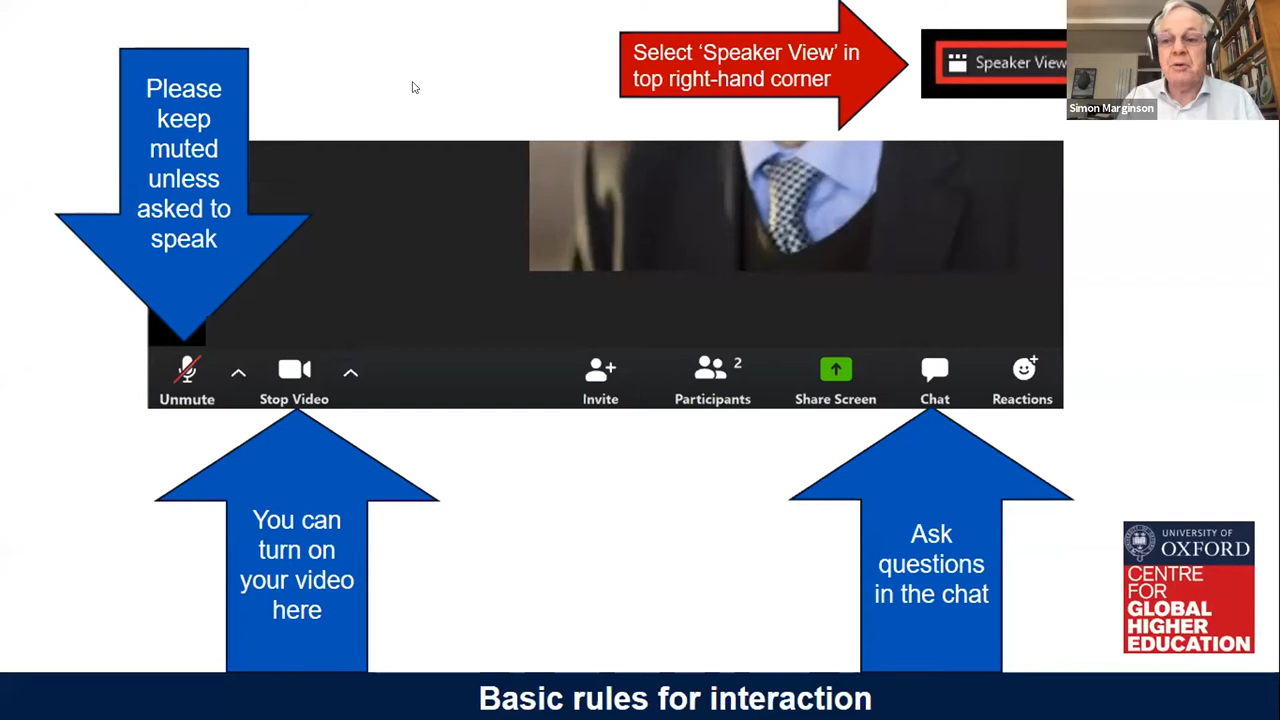 Please
keep
muted
unless
asked to
speak
Select ‘Speaker View’ in
top right-hand corner
Speaker View
Simon Marginson
Unmute
Stop Video
Invite
Participants
2
Share Screen
Chat
Reactions
You can
turn on
your video
here
Ask
questions
in the chat
UNIVERSITY OF
OXFORD
CENTRE
FOR
GLOBAL
HIGHER
EDUCATION
Basic rules for interaction